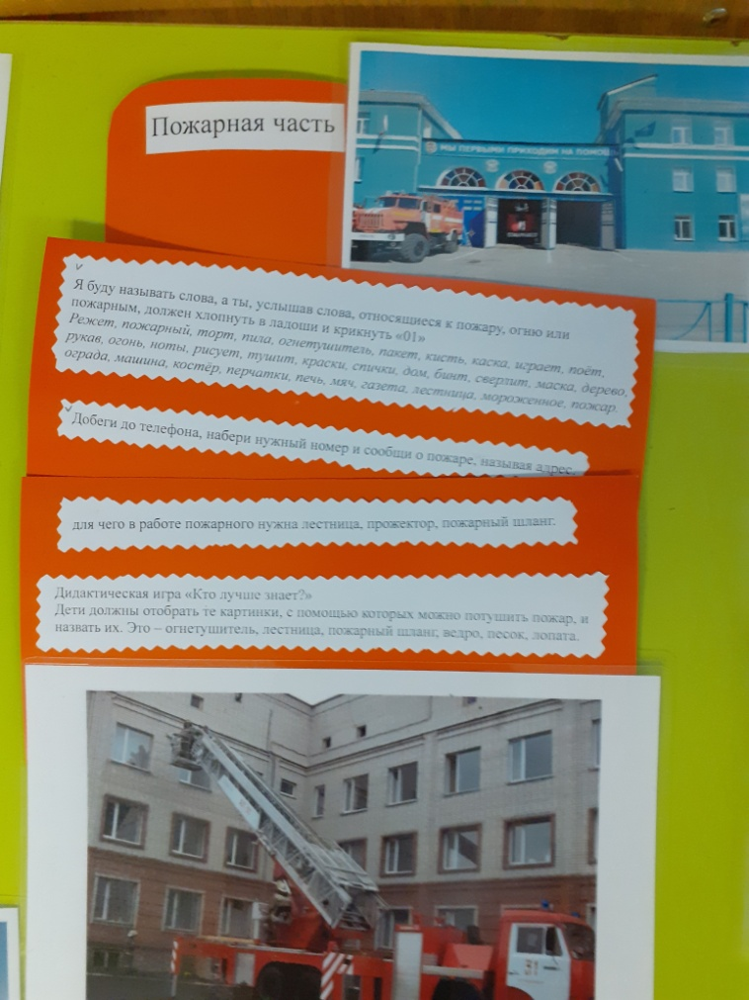 Пожарная часть
МЫ ПЕРВЫМИ ПРИХОДИМ НА ПОМО
Я буду называть слова, а ты, услышав слова, относящиеся к пожару, огню или
пожарным, должен хлопнуть в ладоши и крикнуть «01»
Режет, пожарный, торт, пила, огнетушитель, пакет, кисть, каска, играет, поёт,
рукав, огонь, ноты, рисует, тушит, краски, спички, дом, бинт, сверлит, маска, дерево,
ограда, машина, костёр, перчатки, печь, мяч, газета, лестница, мороженное, пожар.
Добеги до телефона, набери нужный номер и сообщи о пожаре, называя адрес.
для чего в работе пожарного нужна лестница, прожектор, пожарный шланг.
Дидактическая игра «Кто лучше знает?»
Дети должны отобрать те картинки, с помощью которых можно потушить пожар, и
назвать их. Это – огнетушитель, лестница, пожарный шланг, ведро, песок, лопата.
31